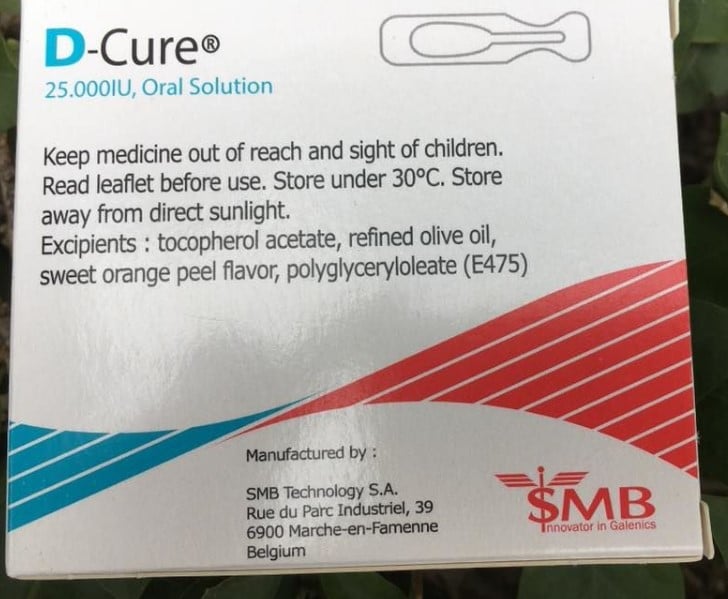 D-Cure®
25.000IU, Oral Solution
Keep medicine out of reach and sight of children.
Read leaflet before use. Store under 30ºC. Store
away from direct sunlight.
Excipients : tocopherol acetate, refined olive oil,
sweet orange peel flavor, polyglyceryloleate (E475)
Manufactured by :
SMB Technology S.A.
Rue du Parc Industriel, 39
6900 Marche-en-Famenne
Belgium
SMB
Innovator in Galenics